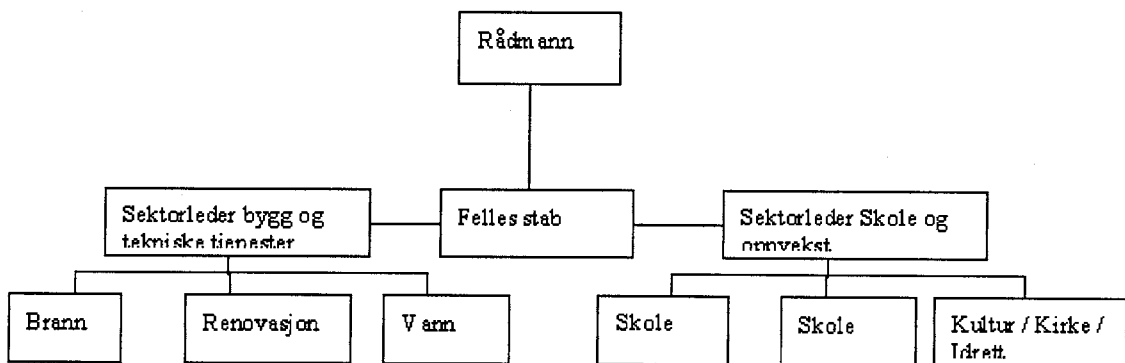 Rådmann
Sektorleder bygg og
tekniske tjenester
Felles stab
Sektorleder Skole og
oppvekst
Brann
Renovasjon
Vann
Skole
Skole
Kultur / Kirke /
Idrett